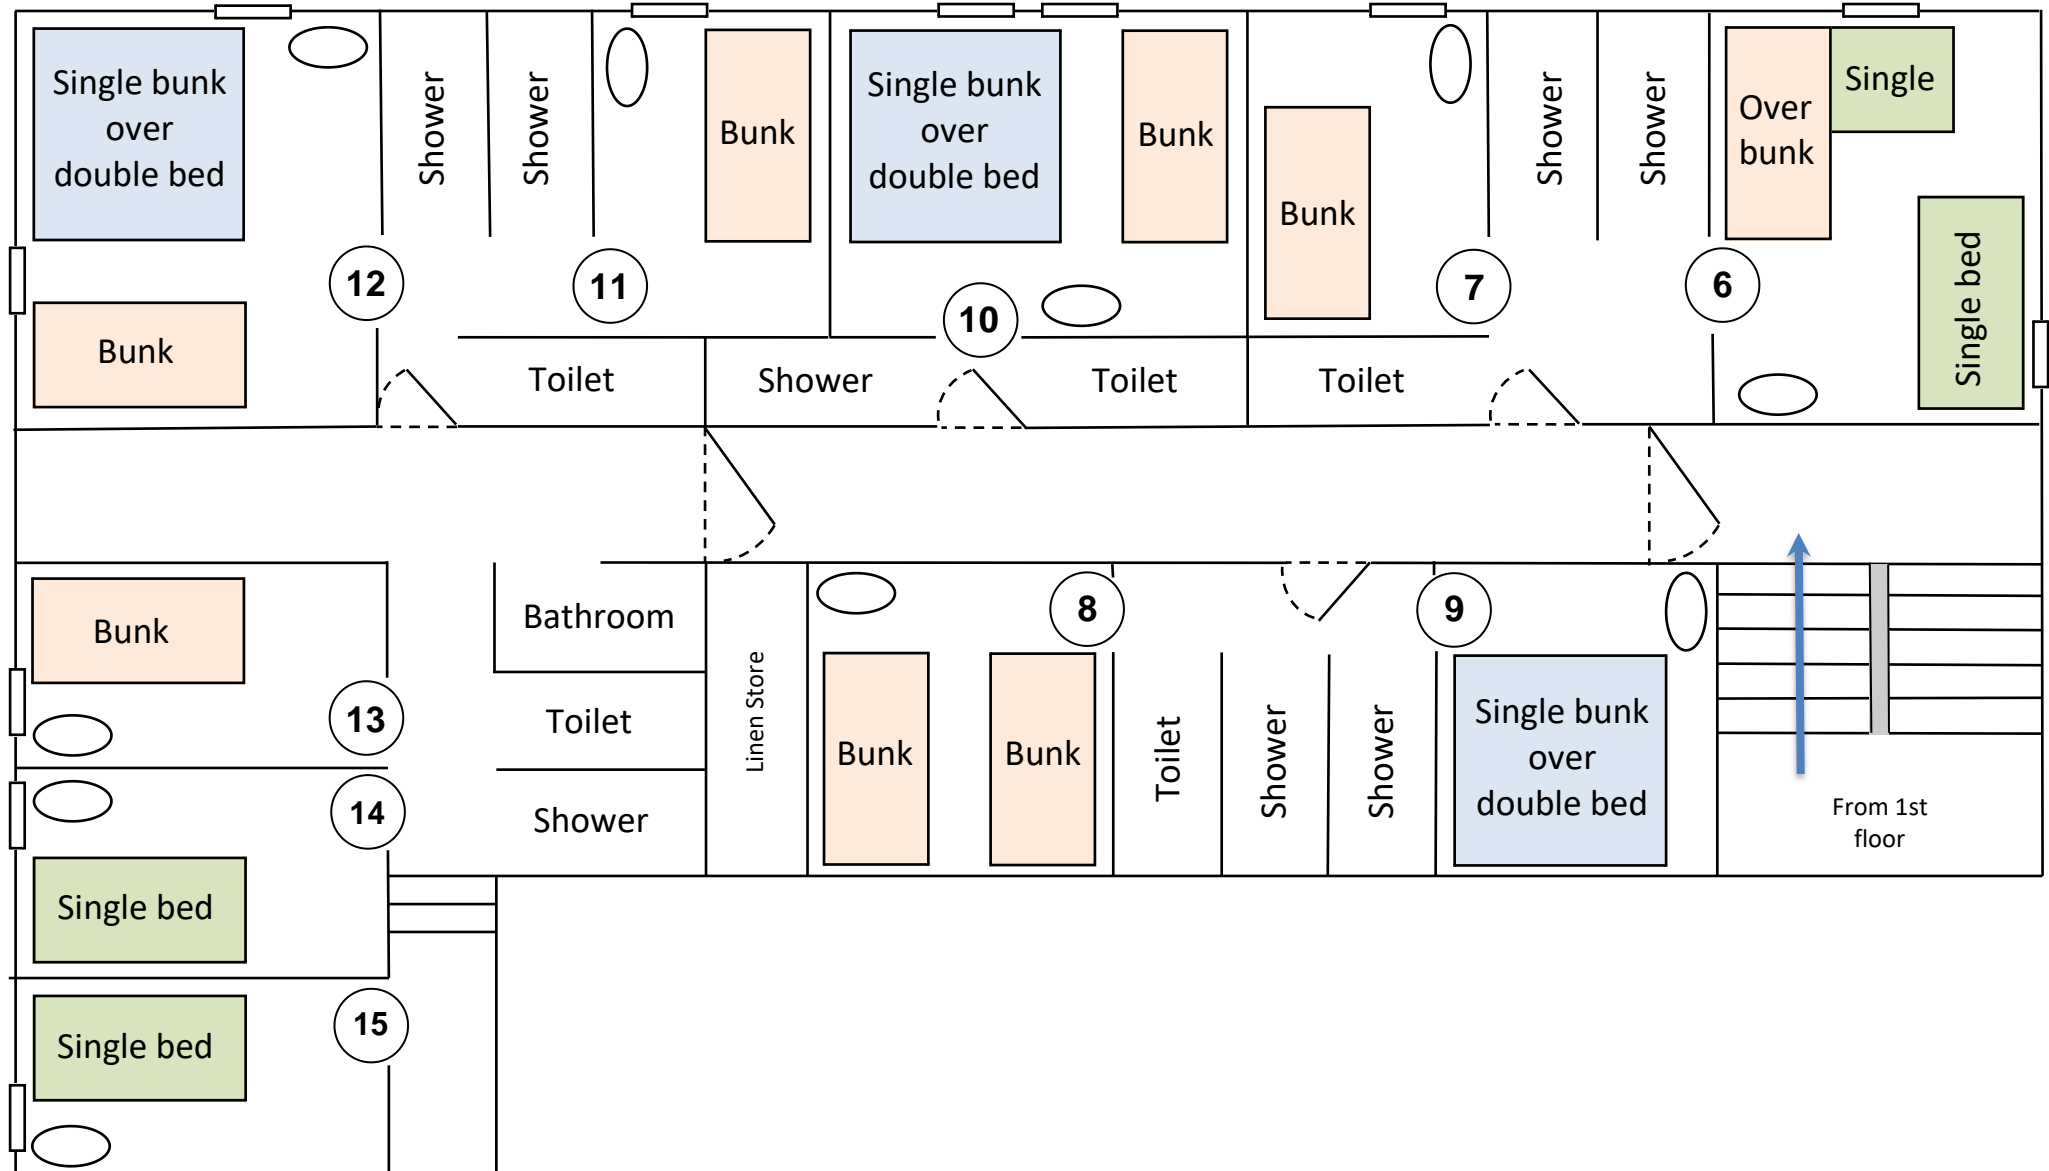 Single bunk
over
double bed
Shower
Shower
Bunk
Single bunk
over
double bed
Bunk
Bunk
Shower
Shower
Over
bunk
Single
Single bed
12
11
10
7
6
Bunk
Toilet
Shower
Toilet
Toilet
Bunk
13
Bathroom
Toilet
Shower
Linen Store
8
Bunk
Bunk
Toilet
Shower
Shower
9
Single bunk
over
double bed
From 1st
floor
14
Single bed
15
Single bed